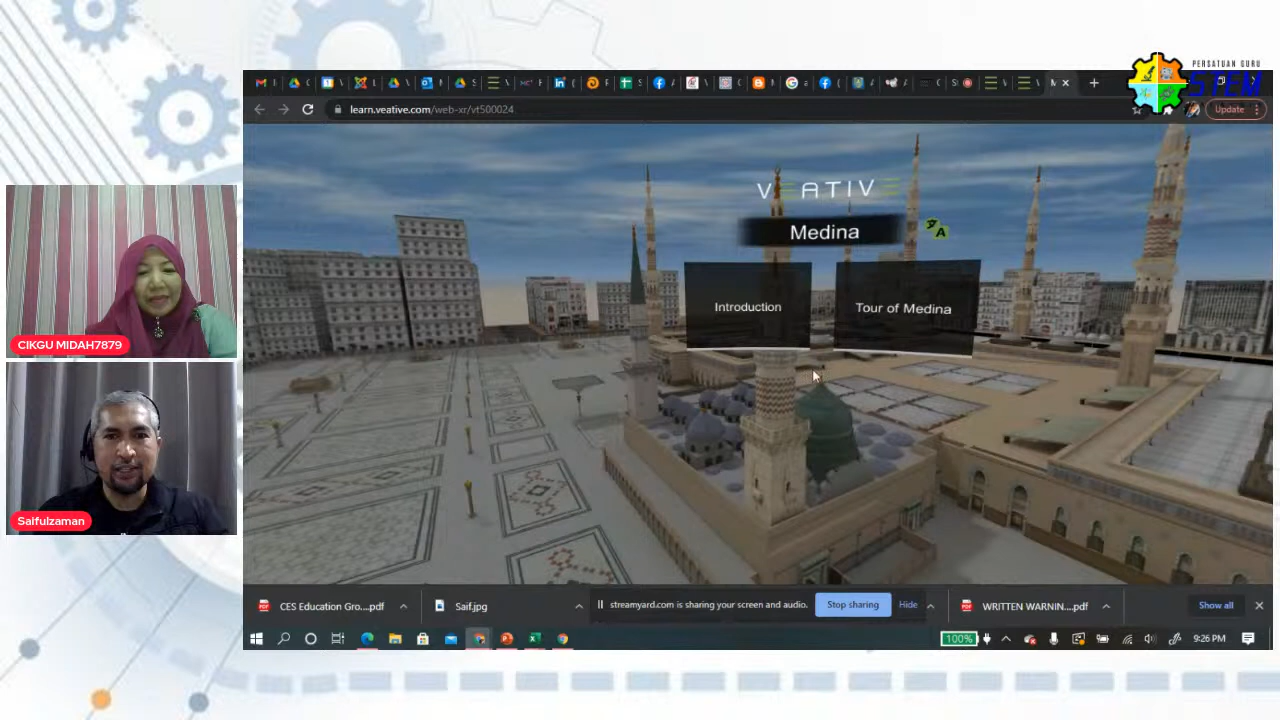 PERSATUAN GURU
STEM
learn.veative.com/web-xr/vt500024
Update
VEATIVE
Medina
Introduction
Tour of Medina
CIKGU MIDAH7879
Saifulzaman
CES Education Gro....pdf
Saif.jpg
streamyard.com is sharing your screen and audio.
Stop sharing
Hide
WRITTEN WARNIN....pdf
Show all
100%
9:26 PM